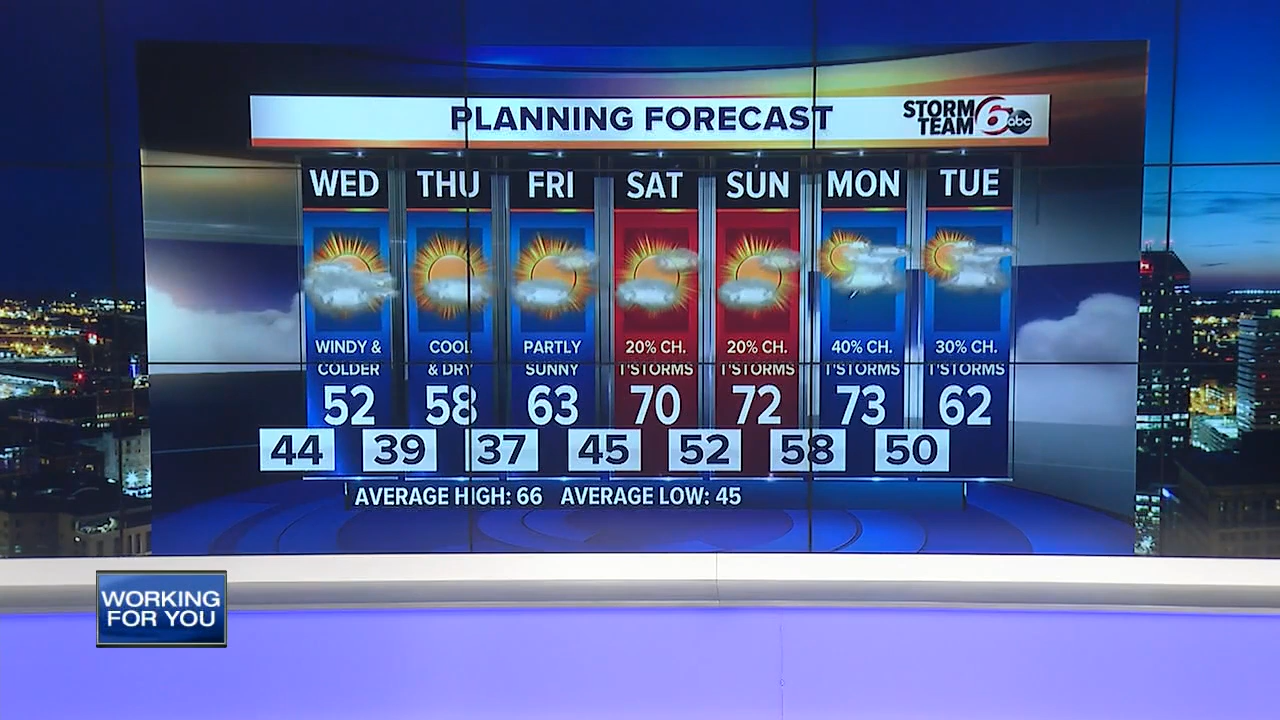 PLANNING FORECAST
STORM
TEAM 6 abc
WED THU FRI SAT SUN MON TUE
WINDY & COOL PARTLY 20% CH. 20% CH. 40% CH. 30% CH.
COLDER & DRY SUNNY T'STORMS T'STORMS T'STORMS T'STORMS
52 58 63 70 72 73 62
44 39 37 45 52 58 50
AVERAGE HIGH: 66 AVERAGE LOW: 45
WORKING
FOR YOU